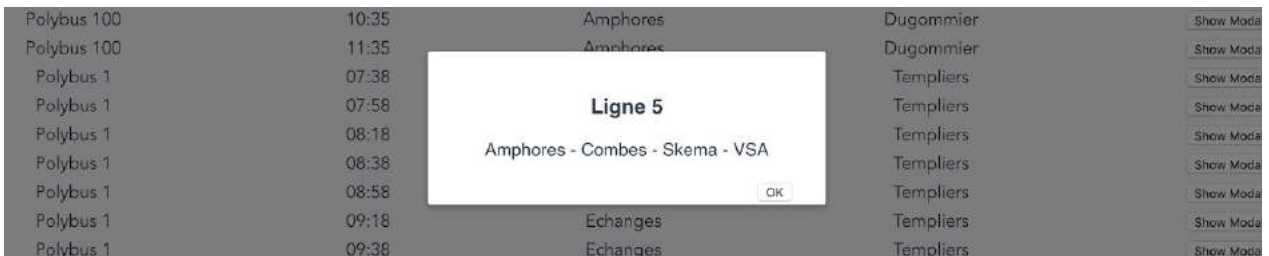 Polybus 100 10:35 Amphores Dugommier Show Moda
Polybus 100 11:35 Amphores Dugommier Show Moda
Polybus 1 07:38 Templiers Show Moda
Polybus 1 07:58 Templiers Show Moda
Ligne 5
Polybus 1 08:18 Templiers Show Moda
Amphores - Combes - Skema - VSA
Polybus 1 08:38 Templiers Show Moda
Polybus 1 08:58 Templiers Show Moda
OK
Polybus 1 09:18 Echanges Templiers Show Moda
Polybus 1 09:38 Echanges Templiers Show Moda